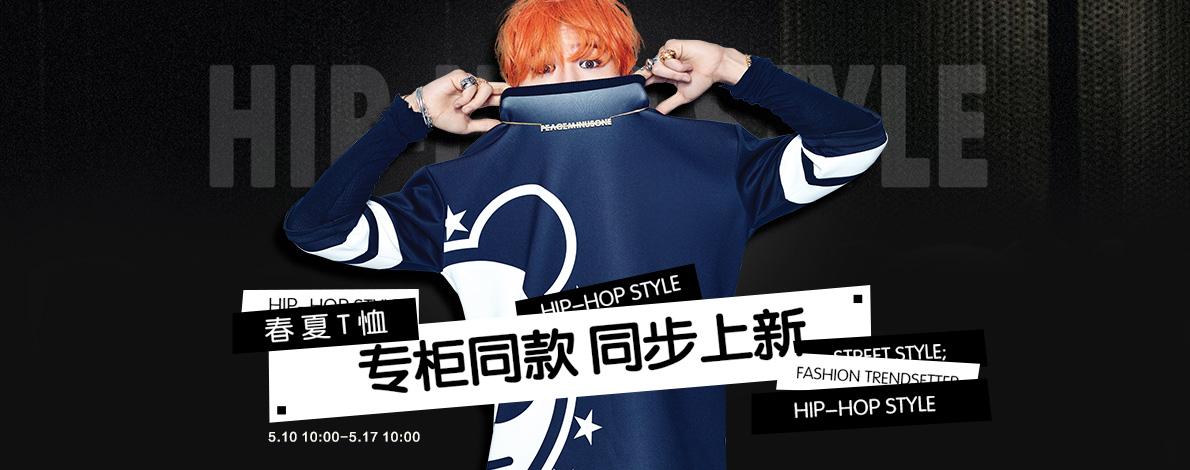 HIP-H STYLE
PEACEMINUSONE
HIP-HOP STYLE
春夏T恤
HIP-HOP STYLE
专柜同款 同步上新
STREET STYLE;
FASHION TRENDSETTER
HIP-HOP STYLE
5.10 10:00-5.17 10:00